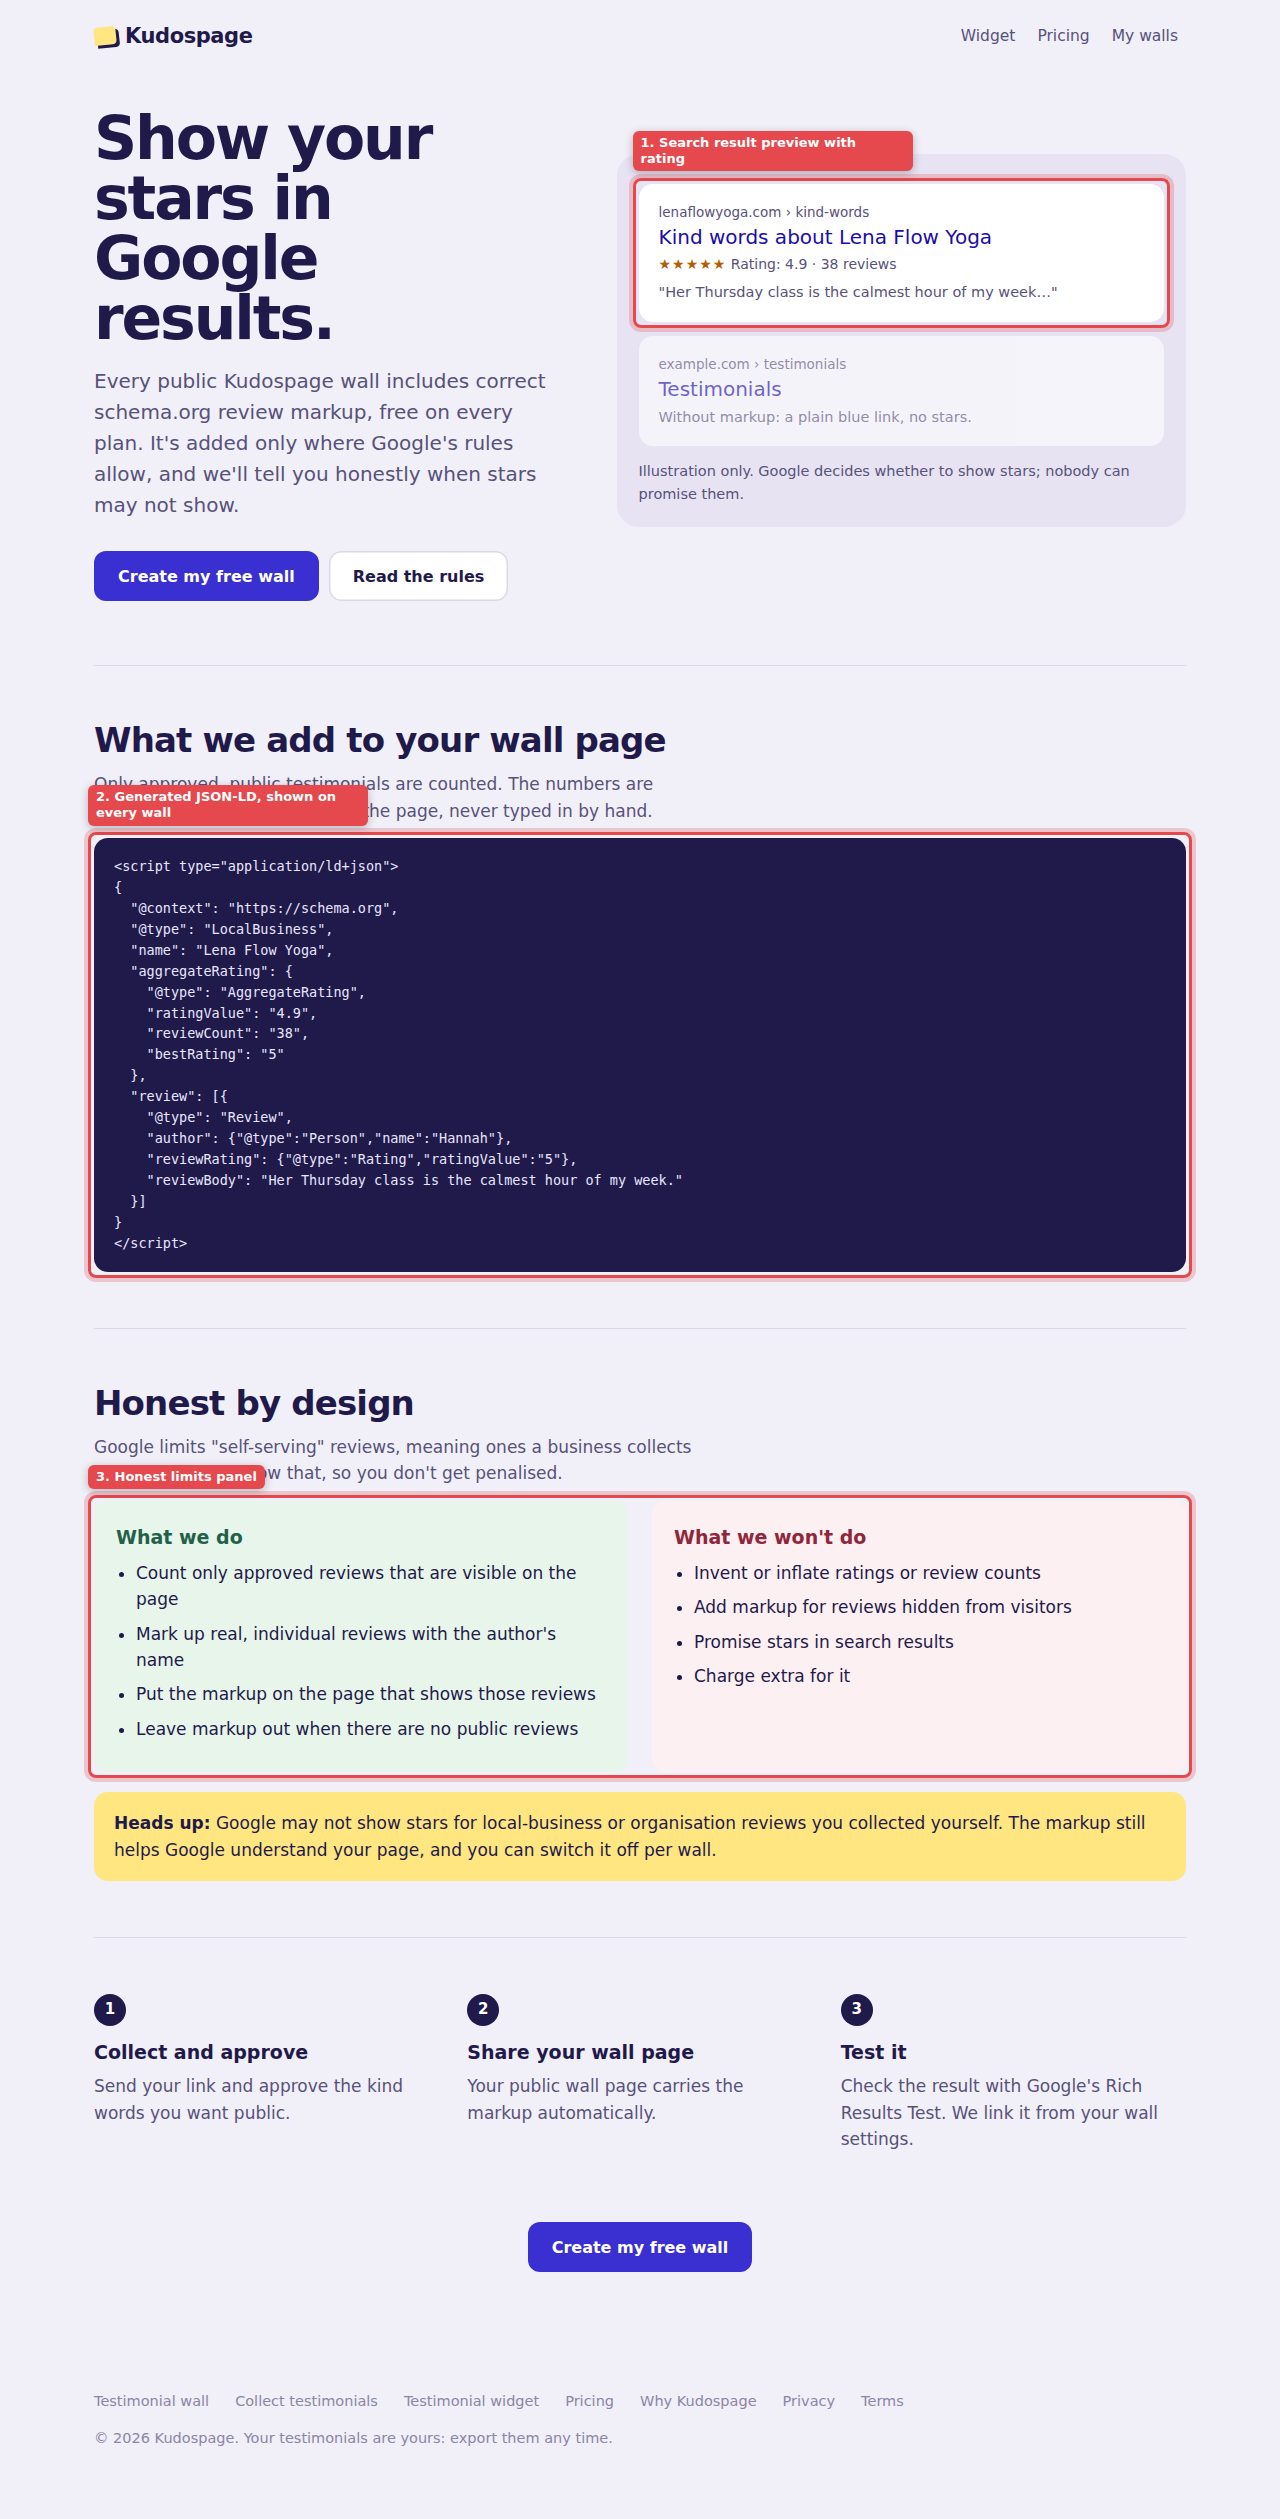 Kudospage
Widget Pricing My walls
Show your
stars in
Google
results.
Every public Kudospage wall includes correct
schema.org review markup, free on every
plan. It's added only where Google's rules
allow, and we'll tell you honestly when stars
may not show.
Create my free wall
Read the rules
1. Search result preview with
rating
lenaflowyoga.com › kind-words
Kind words about Lena Flow Yoga
★★★★★ Rating: 4.9 · 38 reviews
"Her Thursday class is the calmest hour of my week…"
example.com › testimonials
Testimonials
Without markup: a plain blue link, no stars.
Illustration only. Google decides whether to show stars; nobody can
promise them.
What we add to your wall page
Only approved, public testimonials are counted. The numbers are
the page, never typed in by hand.
2. Generated JSON-LD, shown on
every wall
<script type="application/ld+json">
{
  "@context": "https://schema.org",
  "@type": "LocalBusiness",
  "name": "Lena Flow Yoga",
  "aggregateRating": {
    "@type": "AggregateRating",
    "ratingValue": "4.9",
    "reviewCount": "38",
    "bestRating": "5"
  },
  "review": [{
    "@type": "Review",
    "author": {"@type":"Person","name":"Hannah"},
    "reviewRating": {"@type":"Rating","ratingValue":"5"},
    "reviewBody": "Her Thursday class is the calmest hour of my week."
  }]
}
</script>
Honest by design
Google limits "self-serving" reviews, meaning ones a business collects
that, so you don't get penalised.
3. Honest limits panel
What we do
• Count only approved reviews that are visible on the
page
• Mark up real, individual reviews with the author's
name
• Put the markup on the page that shows those reviews
• Leave markup out when there are no public reviews
What we won't do
• Invent or inflate ratings or review counts
• Add markup for reviews hidden from visitors
• Promise stars in search results
• Charge extra for it
Heads up: Google may not show stars for local-business or organisation reviews you collected yourself. The markup still
helps Google understand your page, and you can switch it off per wall.
1
Collect and approve
Send your link and approve the kind
words you want public.
2
Share your wall page
Your public wall page carries the
markup automatically.
3
Test it
Check the result with Google's Rich
Results Test. We link it from your wall
settings.
Create my free wall
Testimonial wall Collect testimonials Testimonial widget Pricing Why Kudospage Privacy Terms
© 2026 Kudospage. Your testimonials are yours: export them any time.